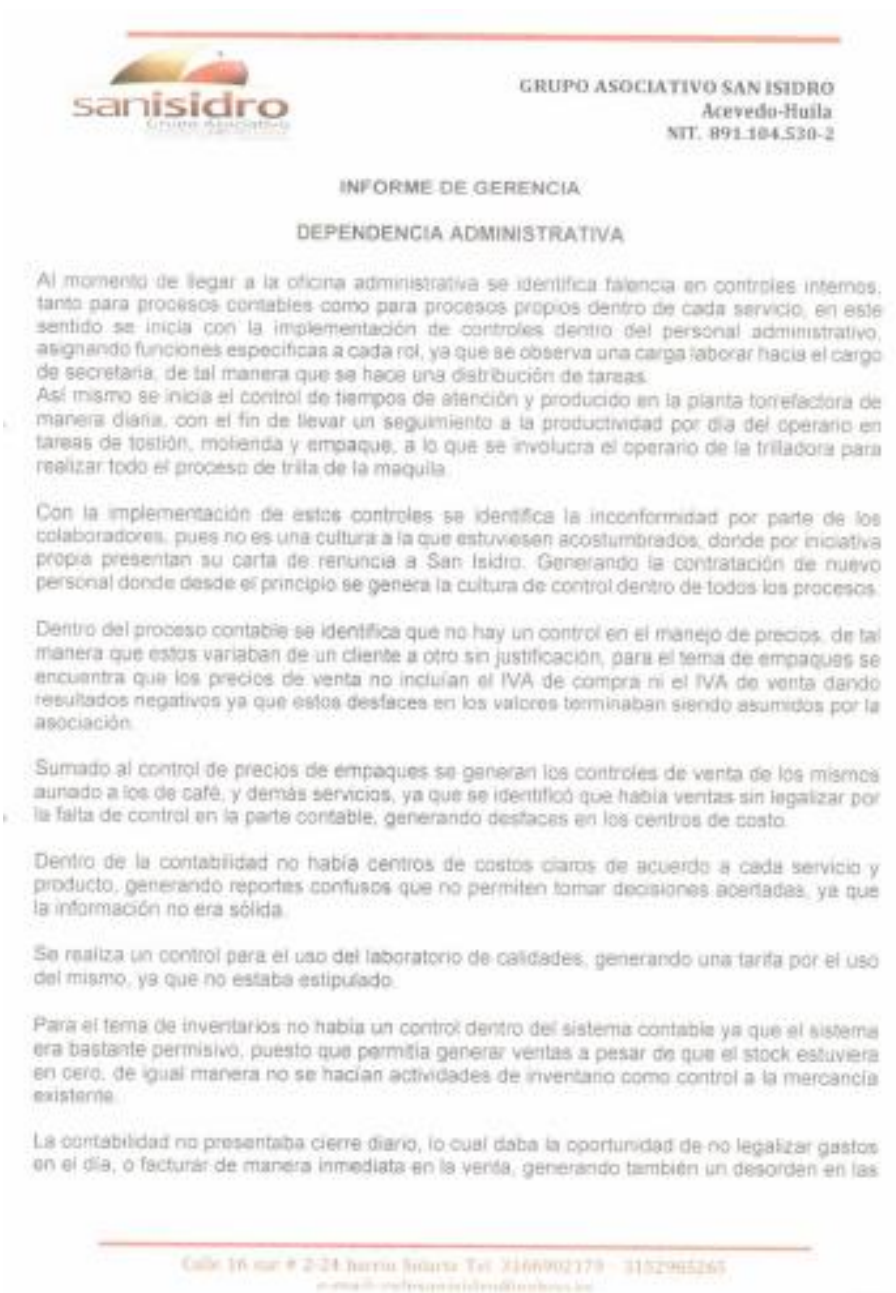 sanisidro
Grupo Asociativo
GRUPO ASOCIATIVO SAN ISIDRO
Acevedo-Huila
NIT. 891.104.530-2
INFORME DE GERENCIA
DEPENDENCIA ADMINISTRATIVA
Al momento de llegar a la oficina administrativa se identifica falencia en controles internos,
tanto para procesos contables como para procesos propios dentro de cada servicio, en este
sentido se inicia con la implementación de controles dentro del personal administrativo,
asignando funciones especificas a cada rol, ya que se observa una carga laborar hacia el cargo
de secretaria, de tal manera que se hace una distribución de tareas.
Así mismo se inicia el control de tiempos de atención y producido en la planta torrefactora de
manera diaria, con el fin de llevar un seguimiento a la productividad por día del operario en
tareas de tostión, molienda y empaque, a lo que se involucra el operario de la trilladora para
realizar todo el proceso de trilla de la maquila.
Con la implementación de estos controles se identifica la inconformidad por parte de los
colaboradores, pues no es una cultura a la que estuviesen acostumbrados, donde por iniciativa
propia presentan su carta de renuncia a San Isidro. Generando la contratación de nuevo
personal donde desde el principio se genera la cultura de control dentro de todos los procesos.
Dentro del proceso contable se identifica que no hay un control en el manejo de precios, de tal
manera que estos variaban de un cliente a otro sin justificación, para el tema de empaques se
encuentra que los precios de venta no incluían el IVA de compra ni el IVA de venta dando
resultados negativos ya que estos desfaces en los valores terminaban siendo asumidos por la
asociación.
Sumado al control de precios de empaques se generan los controles de venta de los mismos
aunado a los de café, y demás servicios, ya que se identificó que había ventas sin legalizar por
la falta de control en la parte contable, generando desfaces en los centros de costo.
Dentro de la contabilidad no había centros de costos claros de acuerdo a cada servicio y
producto, generando reportes confusos que no permiten tomar decisiones acertadas, ya que
la información no era sólida.
Se realiza un control para el uso del laboratorio de calidades, generando una tarifa por el uso
del mismo, ya que no estaba estipulado.
Para el tema de inventarios no había un control dentro del sistema contable ya que el sistema
era bastante permisivo, puesto que permitía generar ventas a pesar de que el stock estuviera
en cero, de igual manera no se hacían actividades de inventario como control a la mercancía
existente.
La contabilidad no presentaba cierre diario, lo cual daba la oportunidad de no legalizar gastos
en el día, o facturar de manera inmediata en la venta, generando también un desorden en las
Calle 16 sur # 2-24 barrio Solario Tel. 3166902179 - 3152965265